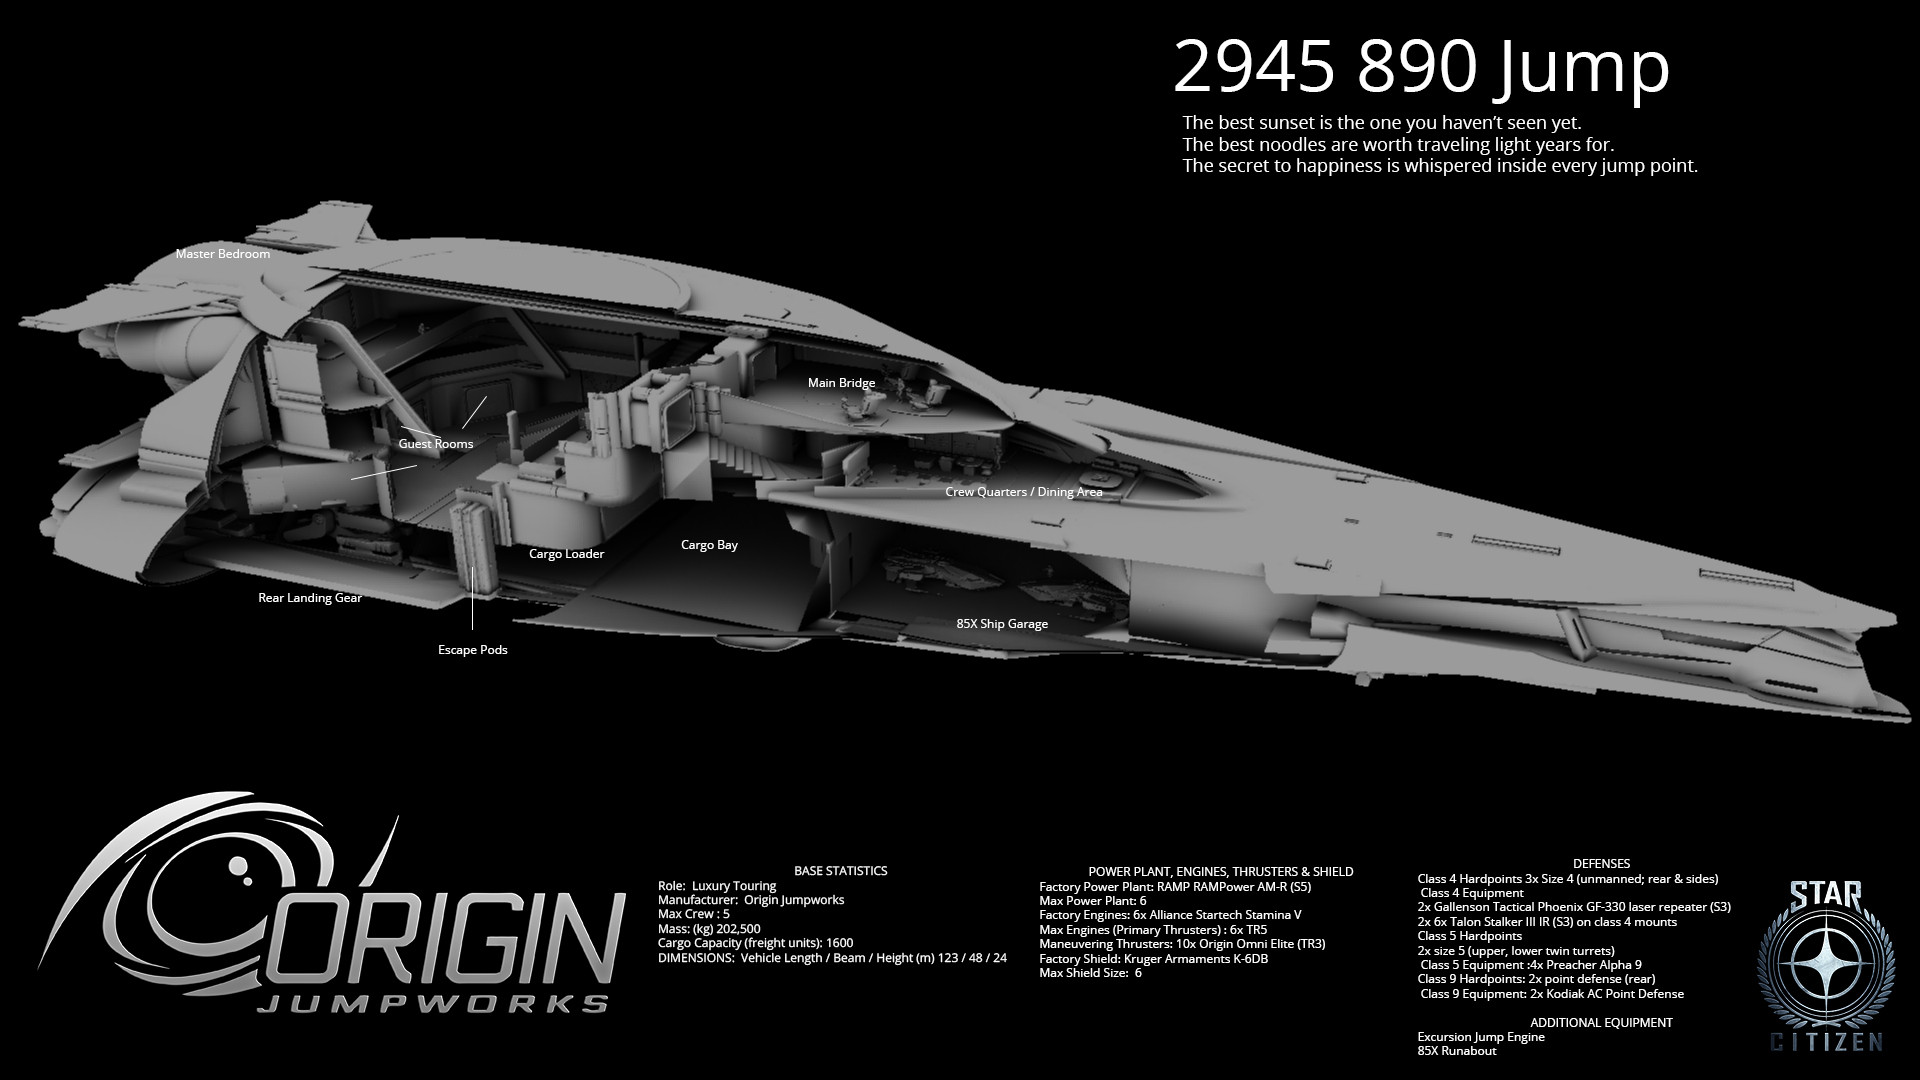 2945 890 Jump
The best sunset is the one you haven’t seen yet.
The best noodles are worth traveling light years for.
The secret to happiness is whispered inside every jump point.
Master Bedroom
Main Bridge
Guest Rooms
Crew Quarters / Dining Area
Cargo Loader
Cargo Bay
Rear Landing Gear
85X Ship Garage
Escape Pods
ORIGIN
JUMPWORKS
BASE STATISTICS
Role:  Luxury Touring
Manufacturer:  Origin Jumpworks
Max Crew : 5
Mass: (kg) 202,500
Cargo Capacity (freight units): 1600
DIMENSIONS:  Vehicle Length / Beam / Height (m) 123 / 48 / 24
POWER PLANT, ENGINES, THRUSTERS & SHIELD
Factory Power Plant: RAMP RAMPower AM-R (S5)
Max Power Plant: 6
Factory Engines: 6x Alliance Startech Stamina V
Max Engines (Primary Thrusters) : 6x TR5
Maneuvering Thrusters: 10x Origin Omni Elite (TR3)
Factory Shield: Kruger Armaments K-6DB
Max Shield Size:  6
DEFENSES
Class 4 Hardpoints 3x Size 4 (unmanned; rear & sides)
Class 4 Equipment
2x Gallenson Tactical Phoenix GF-330 laser repeater (S3)
2x 6x Talon Stalker III IR (S3) on class 4 mounts
Class 5 Hardpoints
2x size 5 (upper, lower twin turrets)
Class 5 Equipment :4x Preacher Alpha 9
Class 9 Hardpoints: 2x point defense (rear)
Class 9 Equipment: 2x Kodiak AC Point Defense
ADDITIONAL EQUIPMENT
Excursion Jump Engine
85X Runabout
STAR
CITIZEN